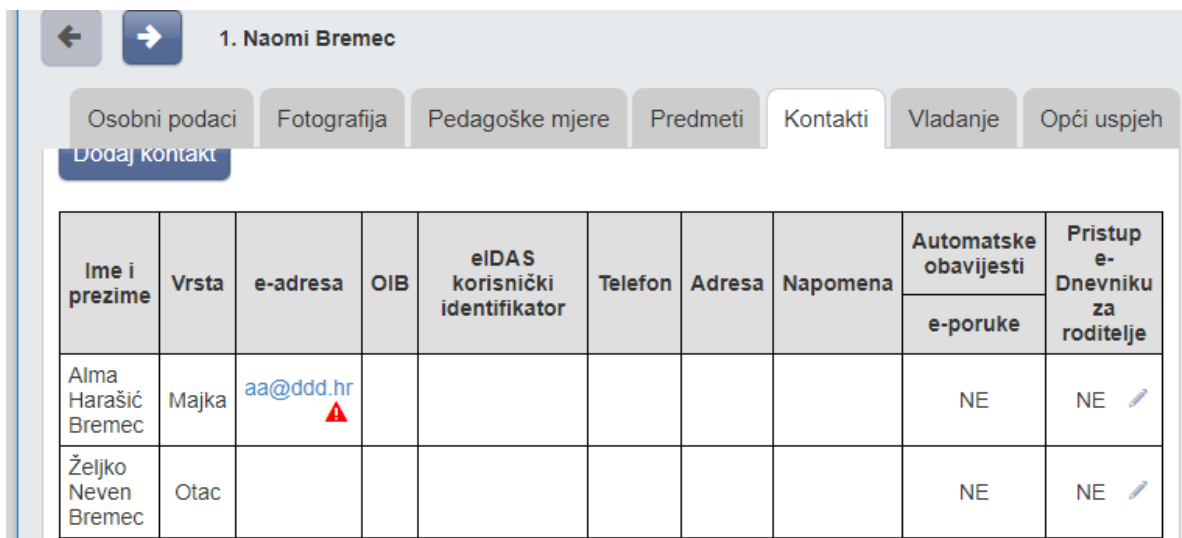 1. Naomi Bremec
Osobni podaci Fotografija Pedagoške mjere Predmeti Kontakti Vladanje Opći uspjeh
Dodaj kontakt
Ime i prezime Vrsta e-adresa OIB eIDAS korisnički identifikator Telefon Adresa Napomena Automatske obavijesti e-poruke Pristup e-Dnevniku za roditelje
Alma Harašić Bremec Majka aa@ddd.hr NE NE
Željko Neven Bremec Otac NE NE